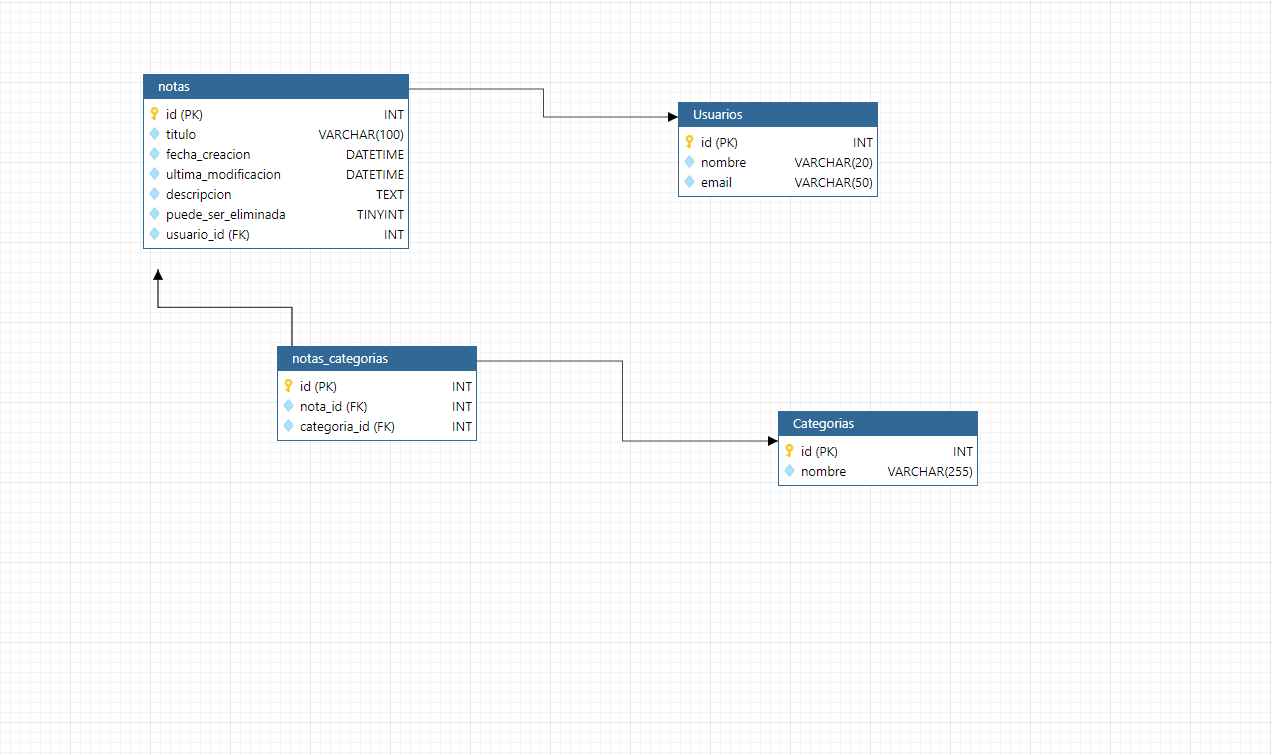 notas
id (PK) INT
titulo VARCHAR(100)
fecha_creacion DATETIME
ultima_modificacion DATETIME
descripcion TEXT
puede_ser_eliminada TINYINT
usuario_id (FK) INT
Usuarios
id (PK) INT
nombre VARCHAR(20)
email VARCHAR(50)
notas_categorias
id (PK) INT
nota_id (FK) INT
categoria_id (FK) INT
Categorias
id (PK) INT
nombre VARCHAR(255)